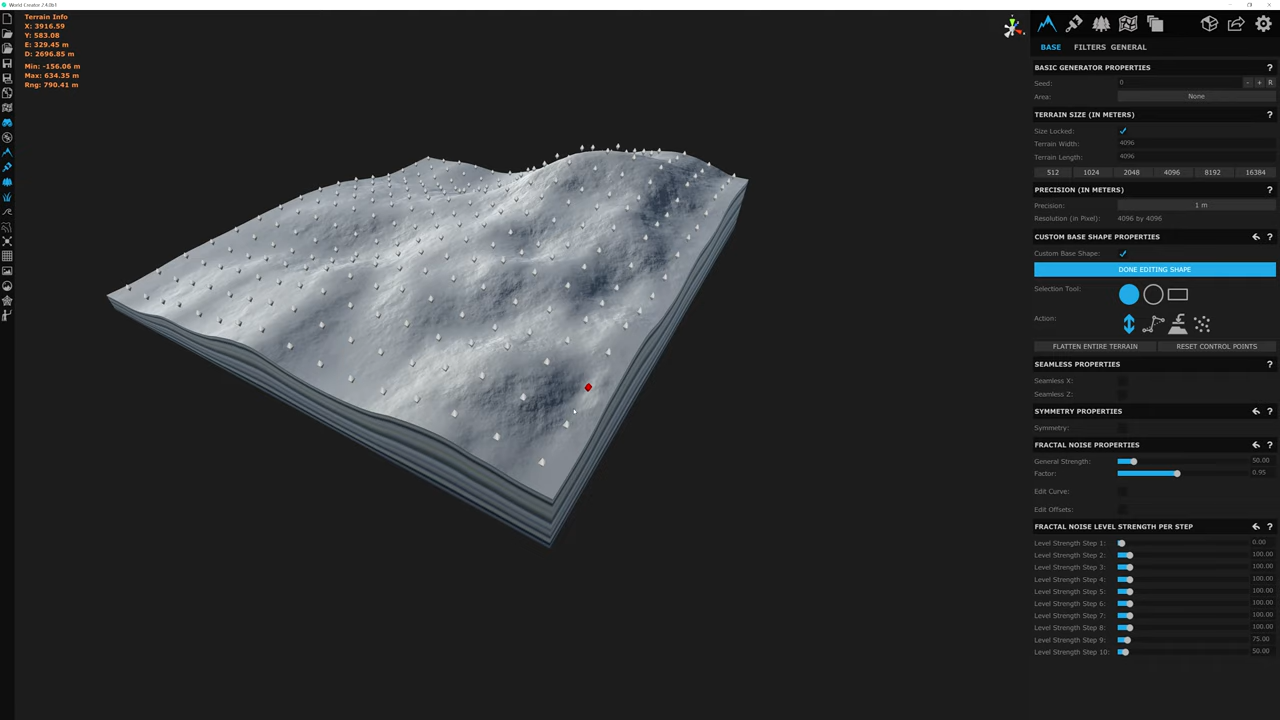 World Creator 2.4.0b1
Terrain Info
X: 3916.59
Y: 583.08
E: 329.45 m
D: 2696.85 m
Min: -156.06 m
Max: 634.35 m
Rng: 790.41 m
BASE FILTERS GENERAL
BASIC GENERATOR PROPERTIES ?
Seed: 0 - + R
Area: None
TERRAIN SIZE (IN METERS) ?
Size Locked:
Terrain Width: 4096
Terrain Length: 4096
512 1024 2048 4096 8192 16384
PRECISION (IN METERS) ?
Precision: 1 m
Resolution (in Pixel): 4096 by 4096
CUSTOM BASE SHAPE PROPERTIES ?
Custom Base Shape:
DONE EDITING SHAPE
Selection Tool:
Action:
FLATTEN ENTIRE TERRAIN RESET CONTROL POINTS
SEAMLESS PROPERTIES ?
Seamless X:
Seamless Z:
SYMMETRY PROPERTIES ?
Symmetry:
FRACTAL NOISE PROPERTIES ?
General Strength: 50.00
Factor: 0.95
Edit Curve:
Edit Offsets:
FRACTAL NOISE LEVEL STRENGTH PER STEP ?
Level Strength Step 1: 0.00
Level Strength Step 2: 100.00
Level Strength Step 3: 100.00
Level Strength Step 4: 100.00
Level Strength Step 5: 100.00
Level Strength Step 6: 100.00
Level Strength Step 7: 100.00
Level Strength Step 8: 100.00
Level Strength Step 9: 75.00
Level Strength Step 10: 50.00